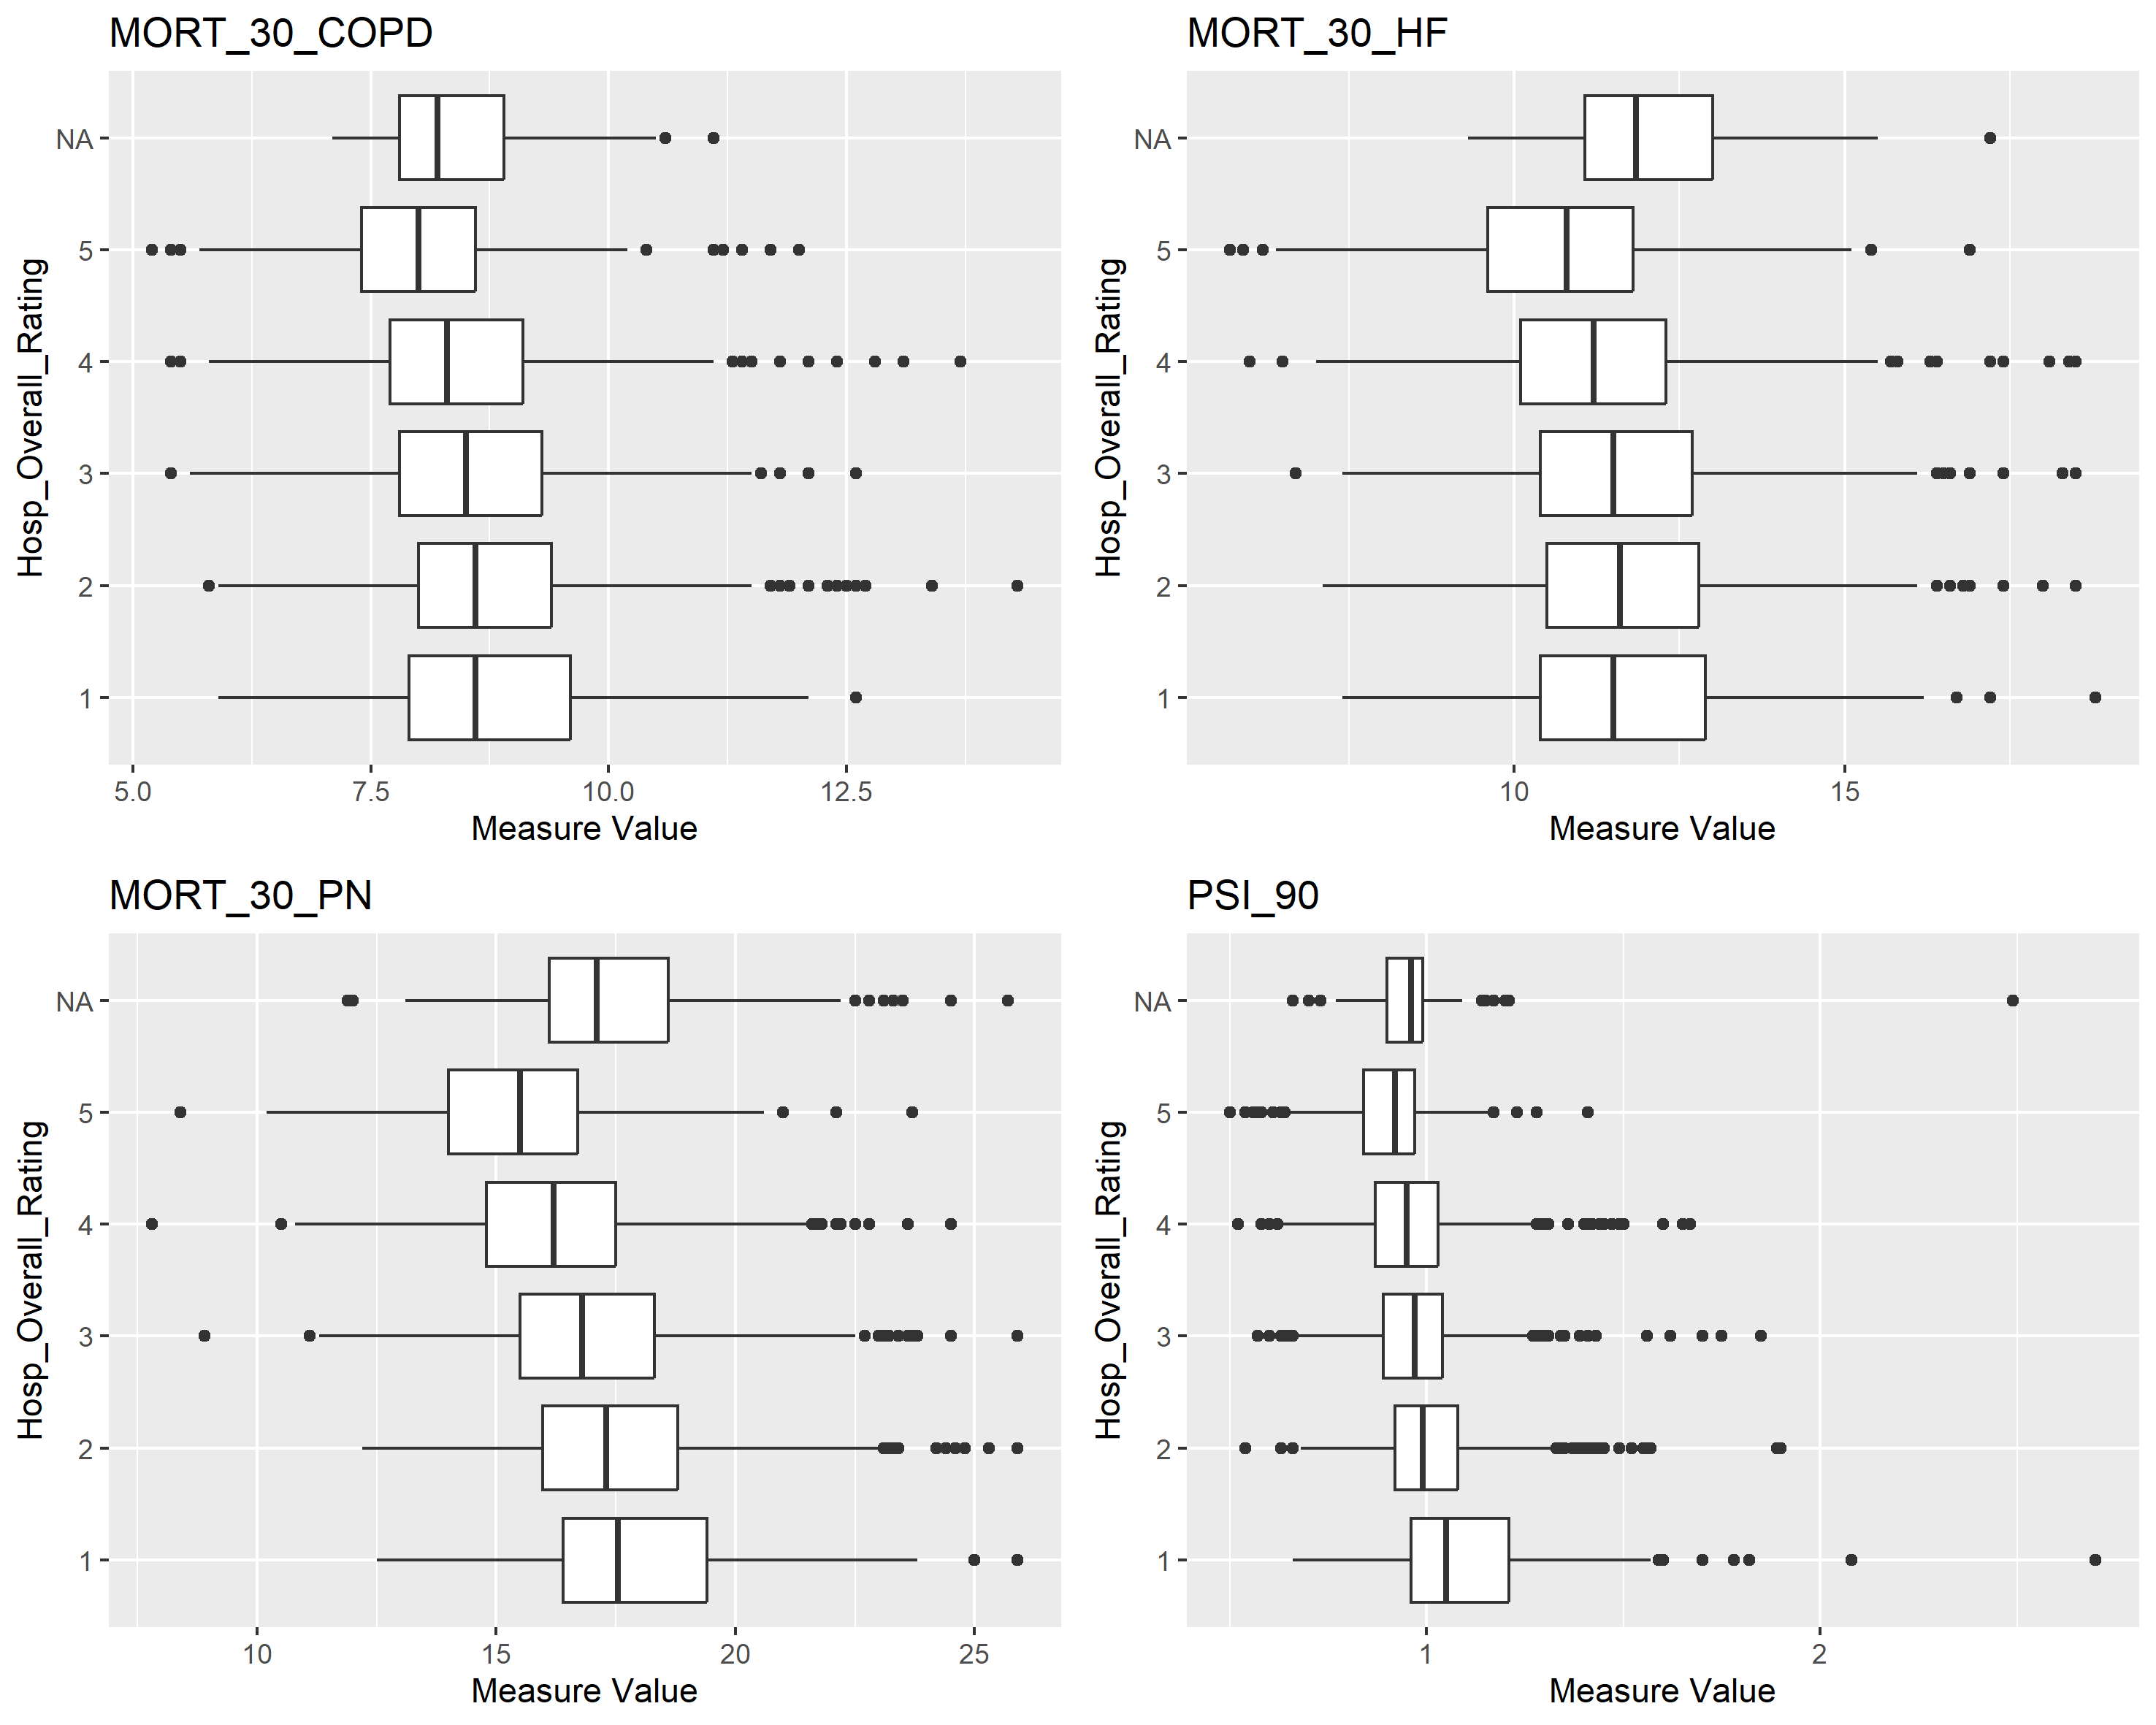 MORT_30_COPD
Hosp_Overall_Rating
NA
5
4
3
2
1
5.0 7.5 10.0 12.5
Measure Value
MORT_30_HF
Hosp_Overall_Rating
NA
5
4
3
2
1
10 15
Measure Value
MORT_30_PN
Hosp_Overall_Rating
NA
5
4
3
2
1
10 15 20 25
Measure Value
PSI_90
Hosp_Overall_Rating
NA
5
4
3
2
1
1 2
Measure Value